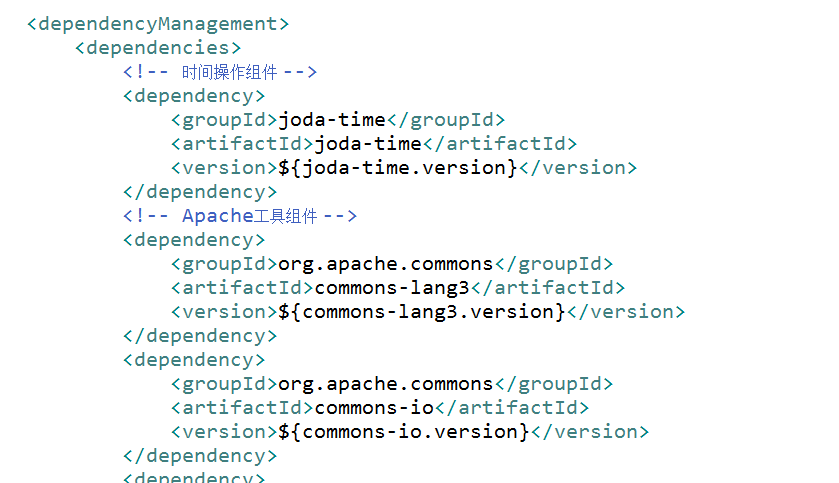 <dependencyManagement>
<dependencies>
<!-- 时间操作组件 -->
<dependency>
<groupId>joda-time</groupId>
<artifactId>joda-time</artifactId>
<version>${joda-time.version}</version>
</dependency>
<!-- Apache工具组件 -->
<dependency>
<groupId>org.apache.commons</groupId>
<artifactId>commons-lang3</artifactId>
<version>${commons-lang3.version}</version>
</dependency>
<dependency>
<groupId>org.apache.commons</groupId>
<artifactId>commons-io</artifactId>
<version>${commons-io.version}</version>
</dependency>
<dependency>